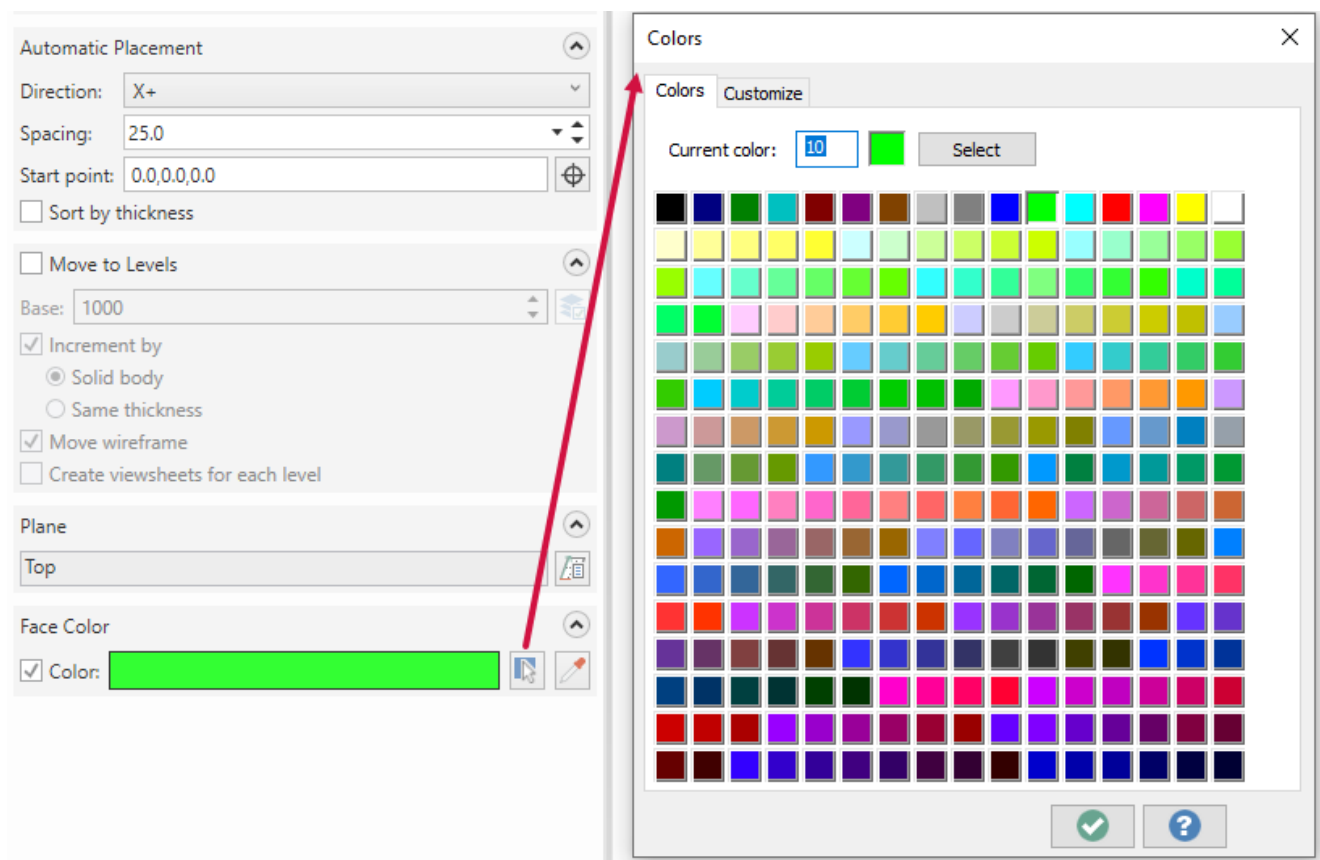 Automatic Placement
Direction: X+
Spacing: 25.0
Start point: 0.0,0.0,0.0
Sort by thickness
Move to Levels
Base: 1000
Increment by
Solid body
Same thickness
Move wireframe
Create viewsheets for each level
Plane
Top
Face Color
Color:
Colors
Colors Customize
Current color: 10 Select